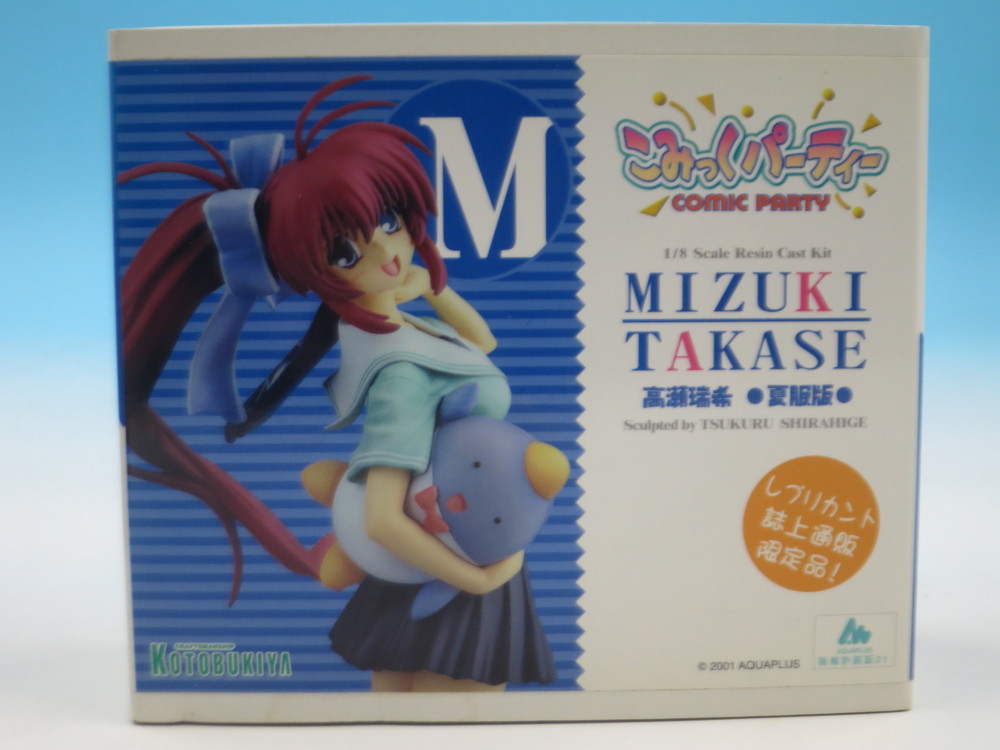 M
こみっくパーティー
COMIC PARTY
1/8 Scale Resin Cast Kit
MIZUKI
TAKASE
高瀬瑞希 ●夏服版●
Sculpted by TSUKURU SHIRAHIGE
レプリカント
誌上通販
限定品!
CRAFTSMANSHIP
KOTOBUKIYA
AQUAPLUS
© 2001 AQUAPLUS